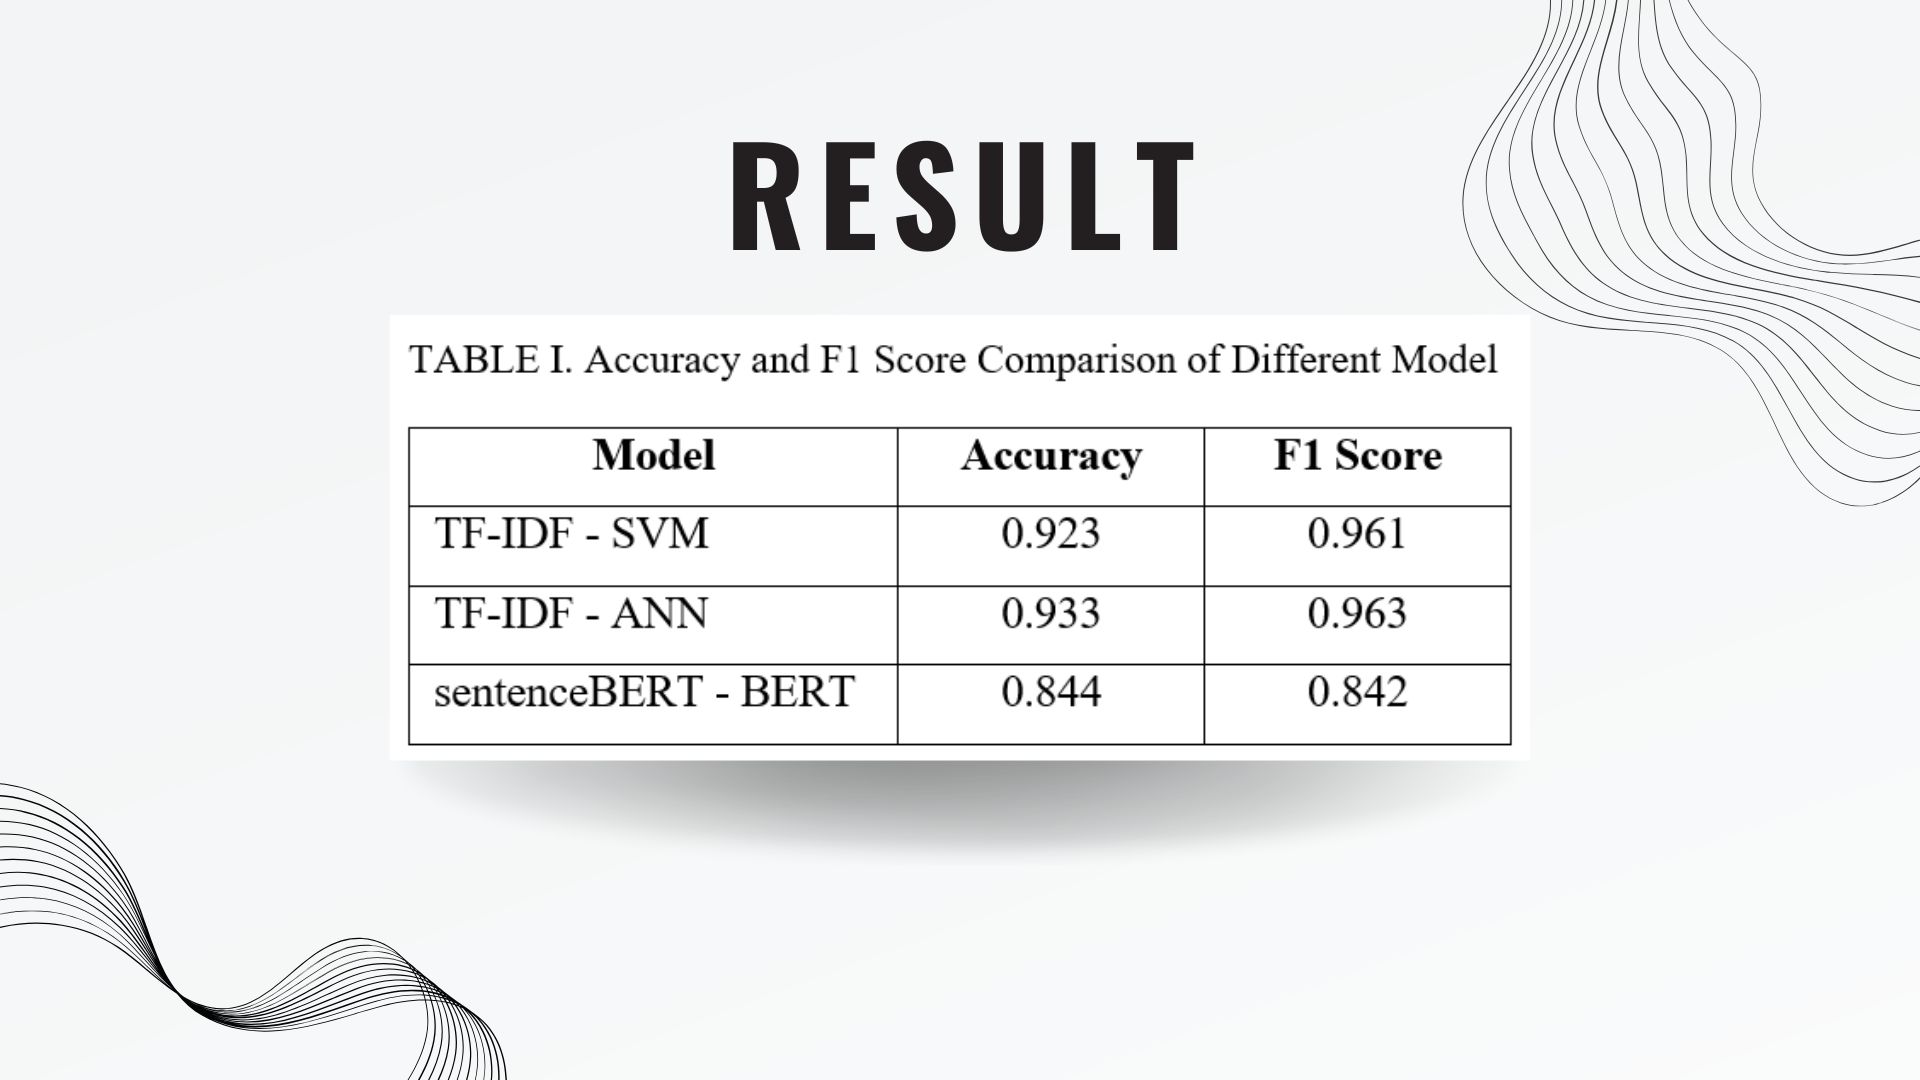 RESULT
TABLE I. Accuracy and F1 Score Comparison of Different Model
Model Accuracy F1 Score
TF-IDF - SVM 0.923 0.961
TF-IDF - ANN 0.933 0.963
sentenceBERT - BERT 0.844 0.842